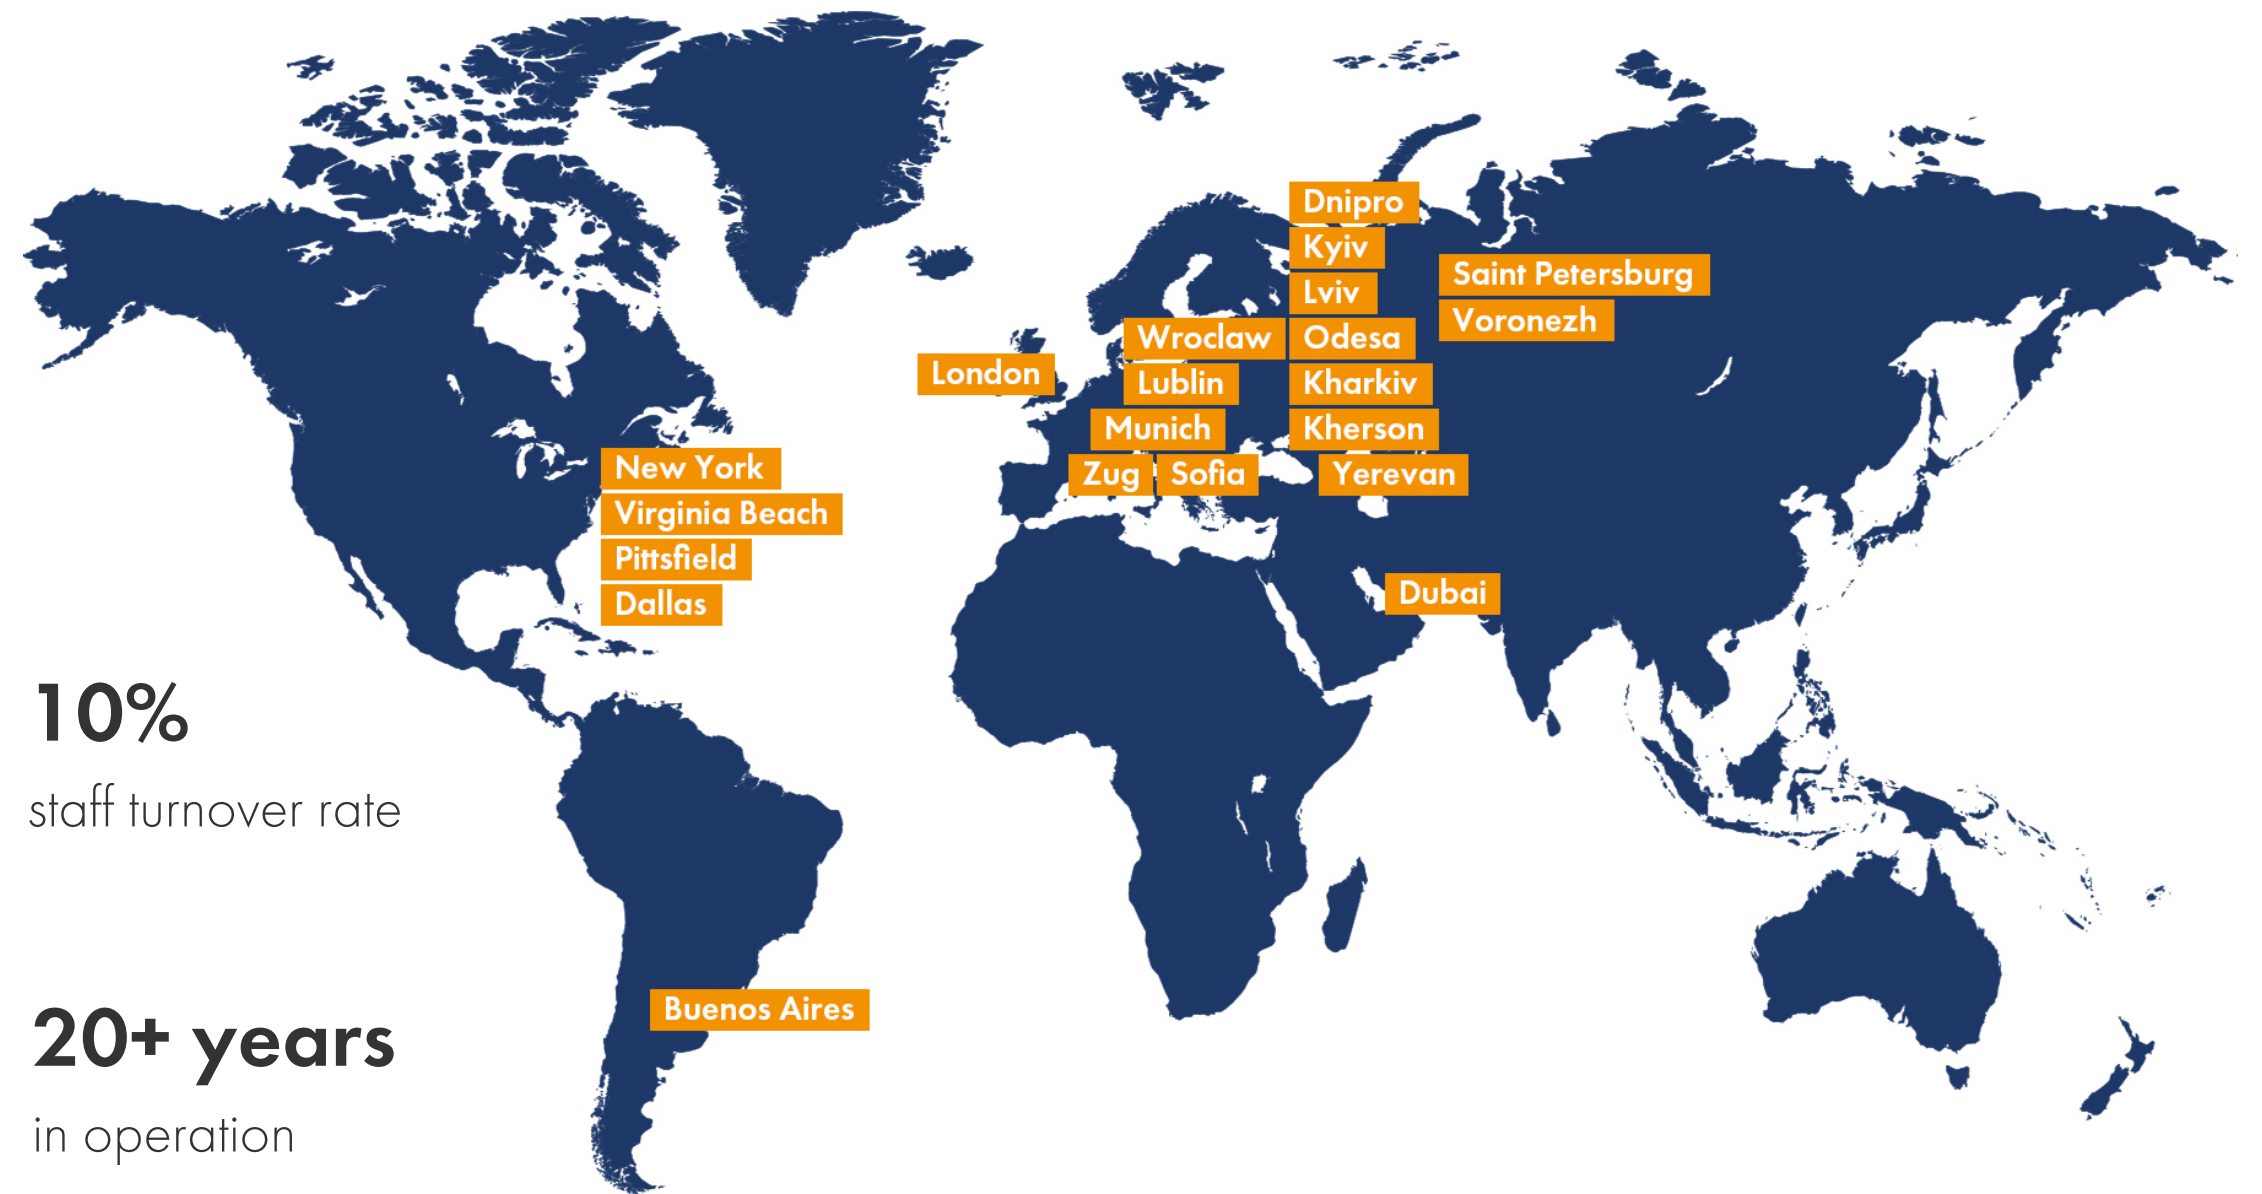 Dnipro
Kyiv
Saint Petersburg
Lviv
Voronezh
Wroclaw
Odesa
London
Lublin
Kharkiv
Munich
Kherson
New York
Zug
Sofia
Yerevan
Virginia Beach
Pittsfield
Dubai
Dallas
10%
staff turnover rate
Buenos Aires
20+ years
in operation